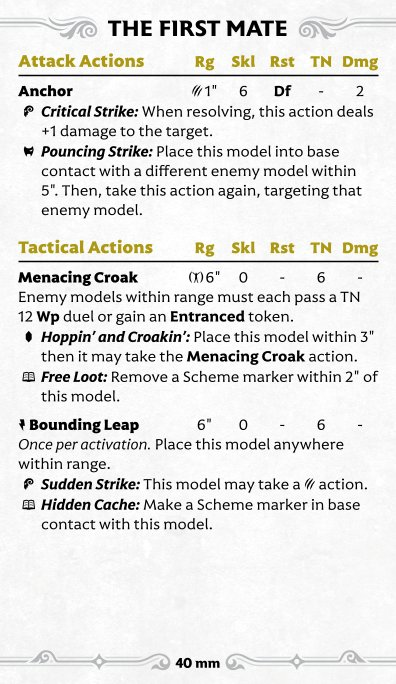 THE FIRST MATE
Attack Actions Rg Skl Rst TN Dmg
Anchor 1" 6 Df - 2
Critical Strike: When resolving, this action deals
+1 damage to the target.
Pouncing Strike: Place this model into base
contact with a different enemy model within
5". Then, take this action again, targeting that
enemy model.
Tactical Actions Rg Skl Rst TN Dmg
Menacing Croak 6" 0 - 6 -
Enemy models within range must each pass a TN
12 Wp duel or gain an Entranced token.
Hoppin' and Croakin': Place this model within 3"
then it may take the Menacing Croak action.
Free Loot: Remove a Scheme marker within 2" of
this model.
Bounding Leap 6" 0 - 6 -
Once per activation. Place this model anywhere
within range.
Sudden Strike: This model may take a action.
Hidden Cache: Make a Scheme marker in base
contact with this model.
40 mm